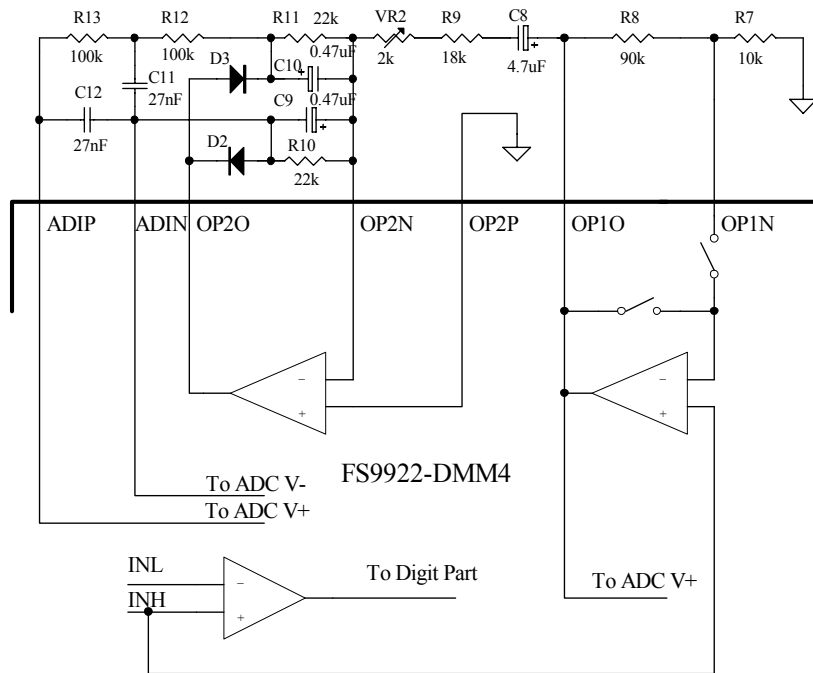 R13 R12 R11 22k VR2 R9 C8 R8 R7
100k 100k 0.47uF 2k 18k + 4.7uF 90k 10k
D3 + C10
C11 0.47uF
C12 27nF C9
27nF +
D2 R10
22k
ADIP ADIN OP2O OP2N OP2P OP1O OP1N
− −
+ +
FS9922-DMM4
To ADC V-
To ADC V+
INL To Digit Part To ADC V+
−
INH
+